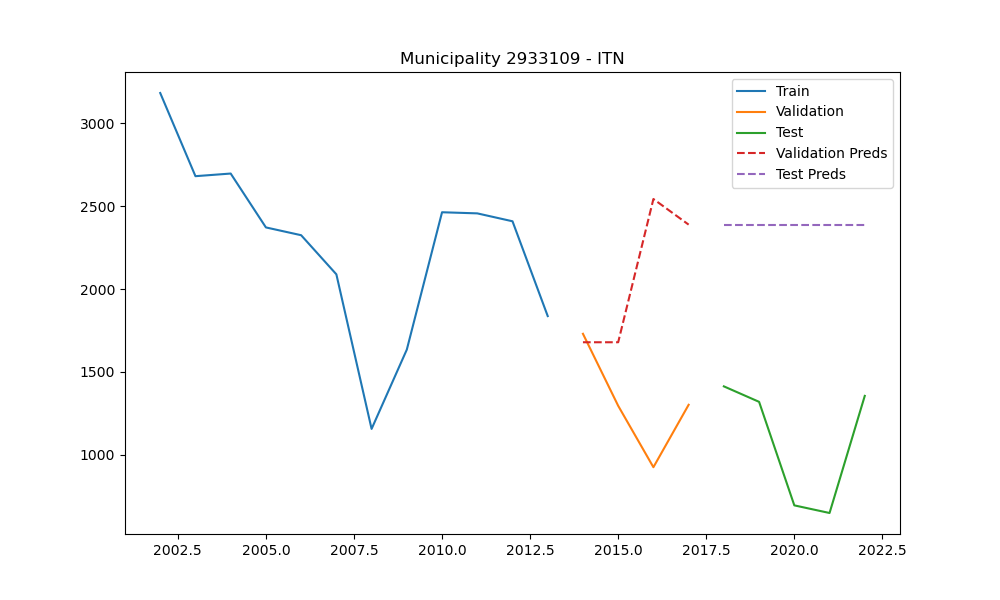 Municipality 2933109 - ITN
Train
Validation
Test
Validation Preds
Test Preds
3000
2500
2000
1500
1000
2002.5 2005.0 2007.5 2010.0 2012.5 2015.0 2017.5 2020.0 2022.5